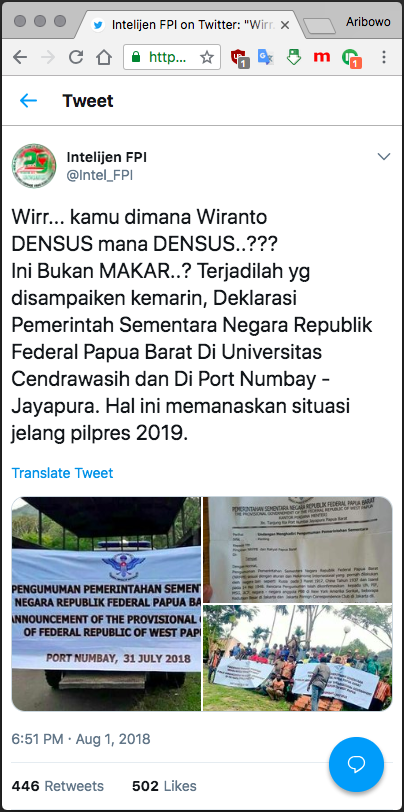 Intelijen FPI on Twitter: "Wirr
Aribowo
https...
1
1
Tweet
Intelijen FPI
@Intel_FPI
Wirr... kamu dimana Wiranto
DENSUS mana DENSUS..???
Ini Bukan MAKAR..? Terjadilah yg
disampaiken kemarin, Deklarasi
Pemerintah Sementara Negara Republik
Federal Papua Barat Di Universitas
Cendrawasih dan Di Port Numbay -
Jayapura. Hal ini memanaskan situasi
jelang pilpres 2019.
Translate Tweet
PENGUMUMAN PEMERINTAHAN SEMENT
NEGARA REPUBLIK FEDERAL PAPUA BA
ANNOUNCEMENT OF THE PROVISIONAL
OF FEDERAL REPUBLIC OF WEST PAP
PORT NUMBAY, 31 JULY 2018
PEMERINTAHAN SEMENTARA NEGARA REPUBLIK FEDERAL PAPUA BARAT
6:51 PM · Aug 1, 2018
446 Retweets 502 Likes